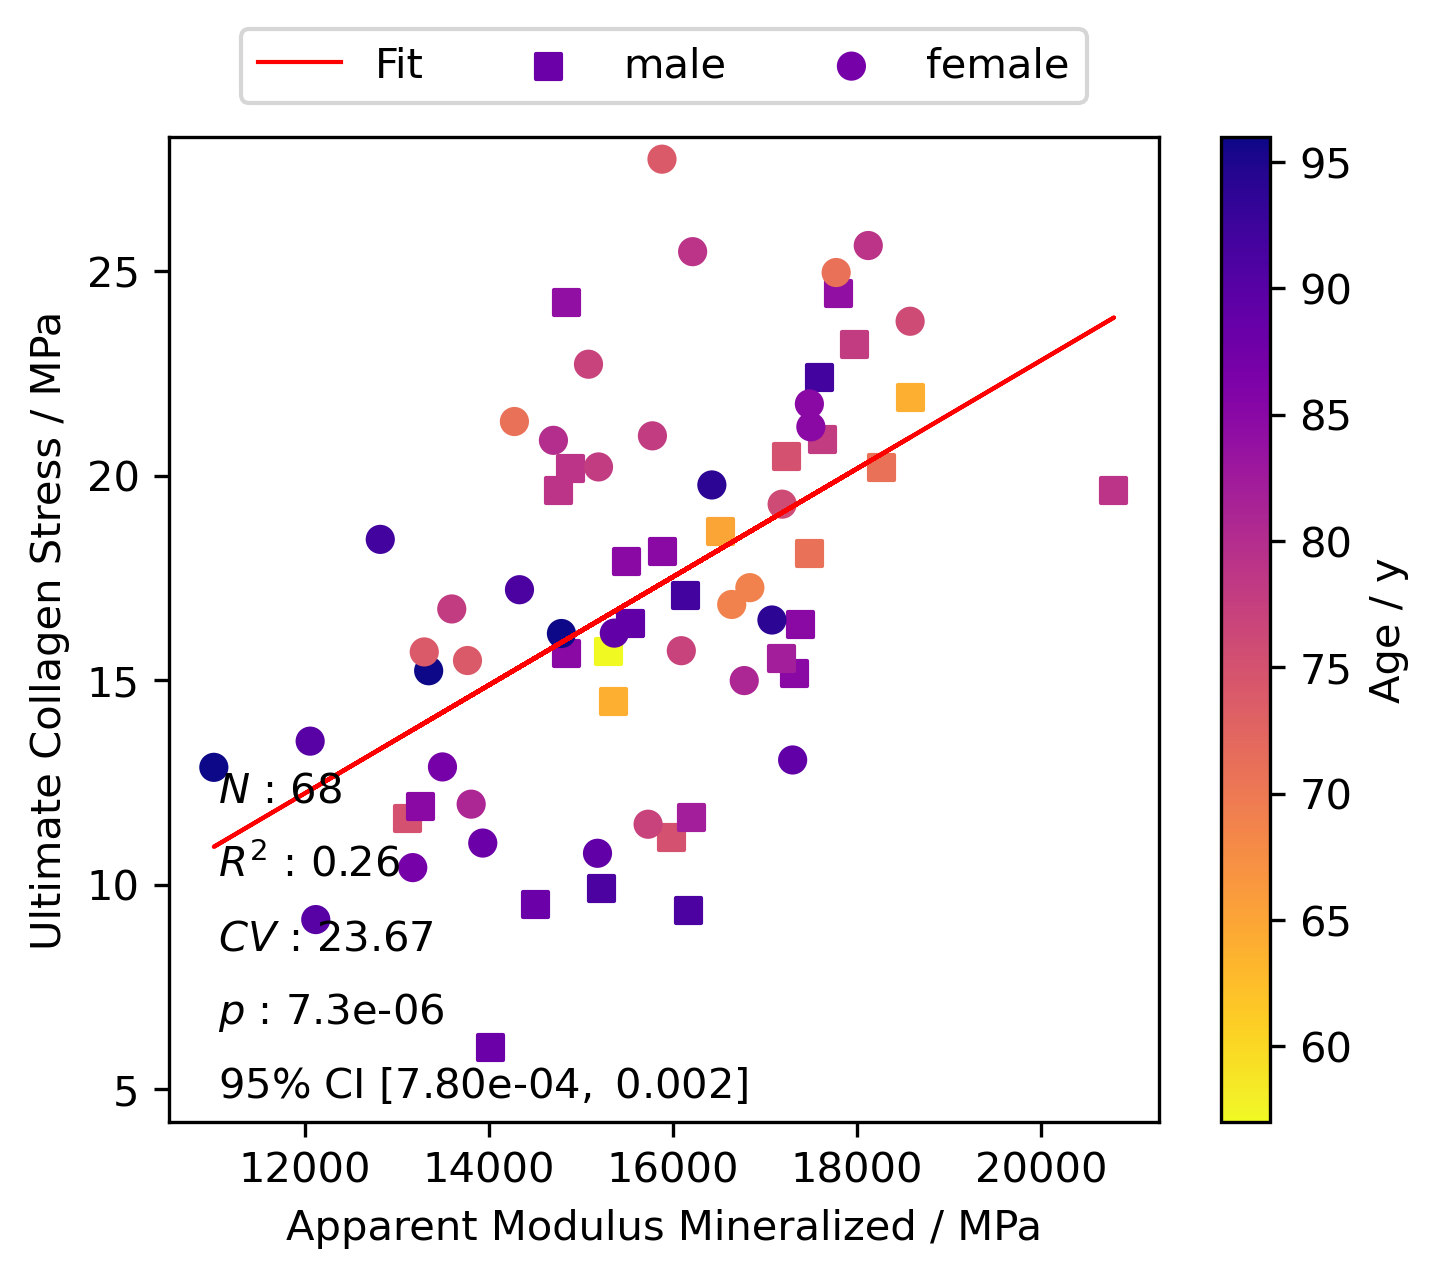 Fit male female
25
20
15
10
5
Ultimate Collagen Stress / MPa
N : 68
R² : 0.26
CV : 23.67
p : 7.3e-06
95% CI [7.80e-04, 0.002]
12000 14000 16000 18000 20000
Apparent Modulus Mineralized / MPa
95
90
85
80
75
70
65
60
Age / y